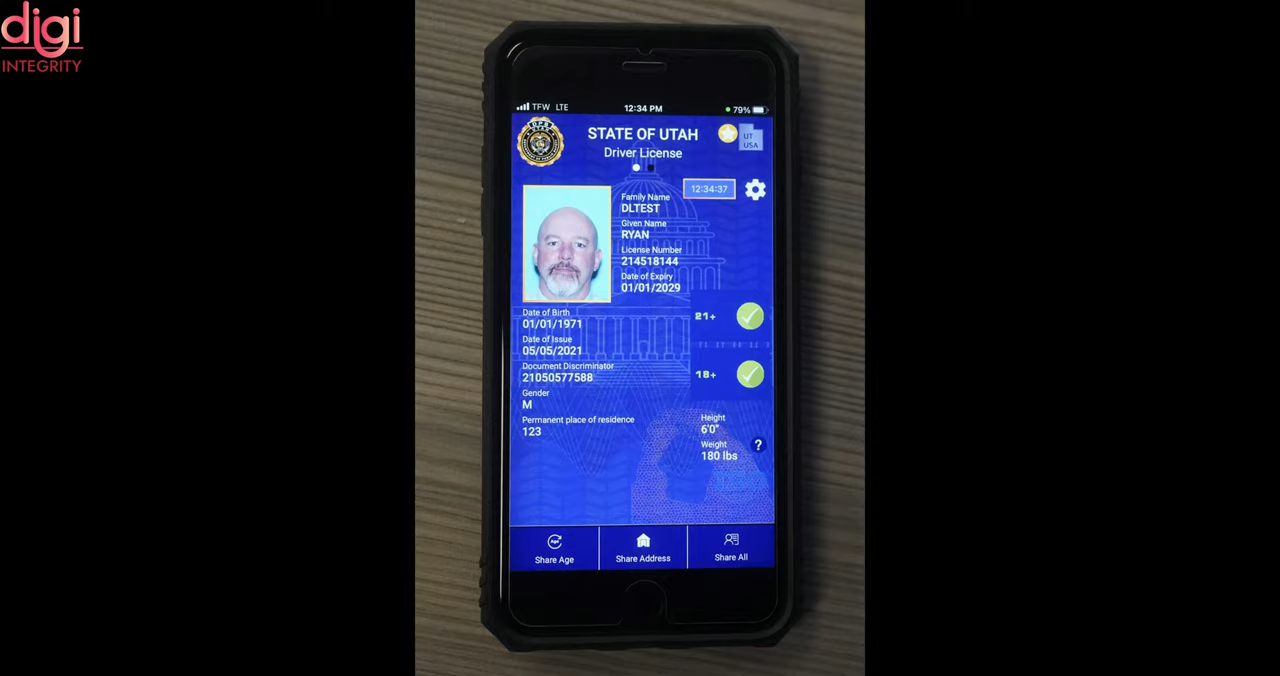 digi
INTEGRITY
TFW LTE
12:34 PM
79%
STATE OF UTAH
Driver License
UT
USA
12:34:37
Family Name
DLTEST
Given Name
RYAN
License Number
214518144
Date of Expiry
01/01/2029
Date of Birth
01/01/1971
21+
Date of Issue
05/05/2021
Document Discriminator
21050577588
18+
Gender
M
Permanent place of residence
123
Height
6'0"
Weight
180 lbs
?
Share Age
Share Address
Share All